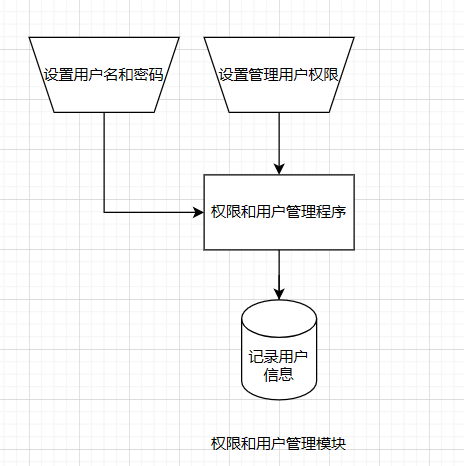 设置用户名和密码
设置管理用户权限
权限和用户管理程序
记录用户
信息
权限和用户管理模块